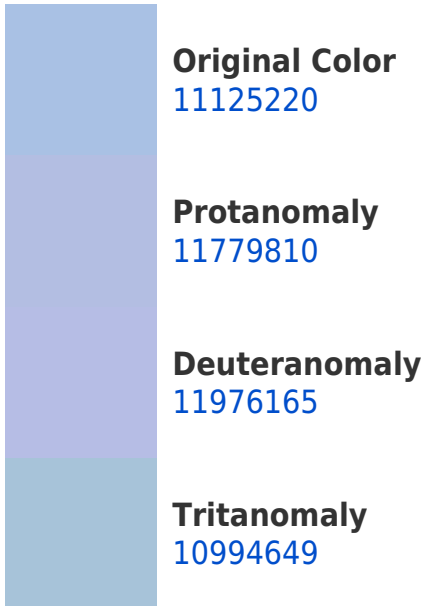 Original Color
11125220
Protanomaly
11779810
Deuteranomaly
11976165
Tritanomaly
10994649